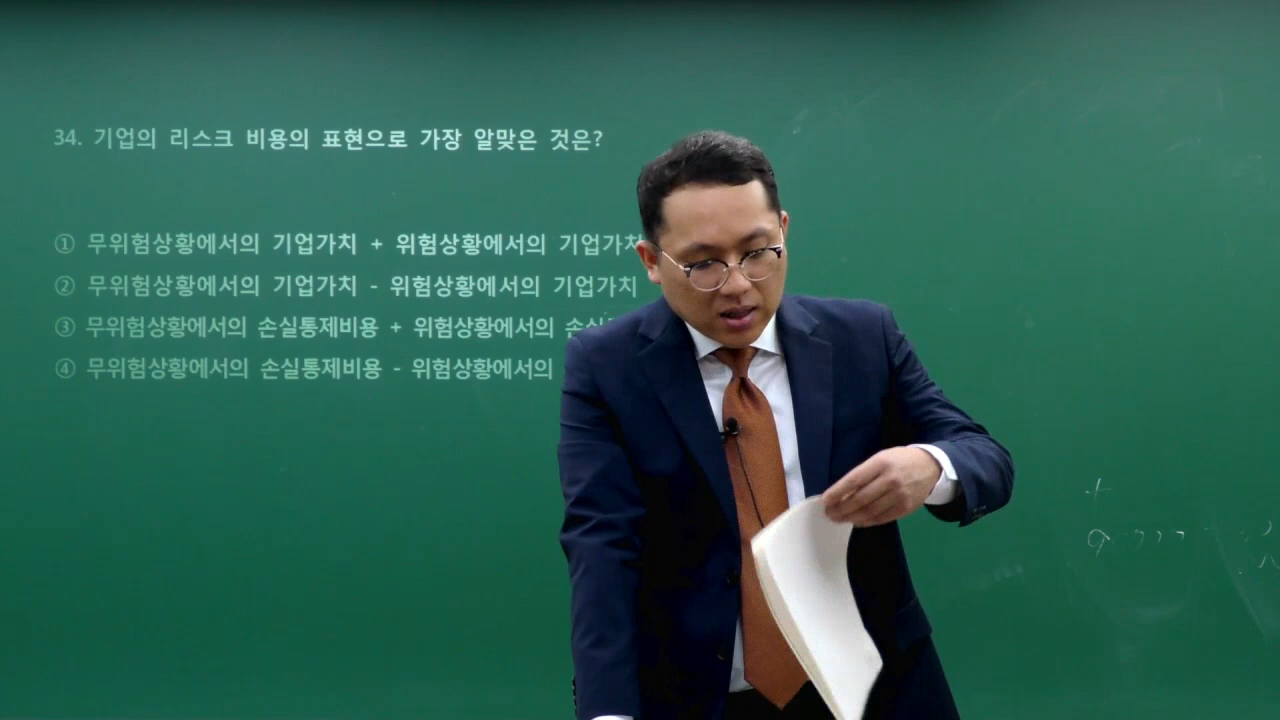 34. 기업의 리스크 비용의 표현으로 가장 알맞은 것은?
① 무위험상황에서의 기업가치 + 위험상황에서의 기업가치
② 무위험상황에서의 기업가치 - 위험상황에서의 기업가치
③ 무위험상황에서의 손실통제비용 + 위험상황에서의
④ 무위험상황에서의 손실통제비용 - 위험상황에서의